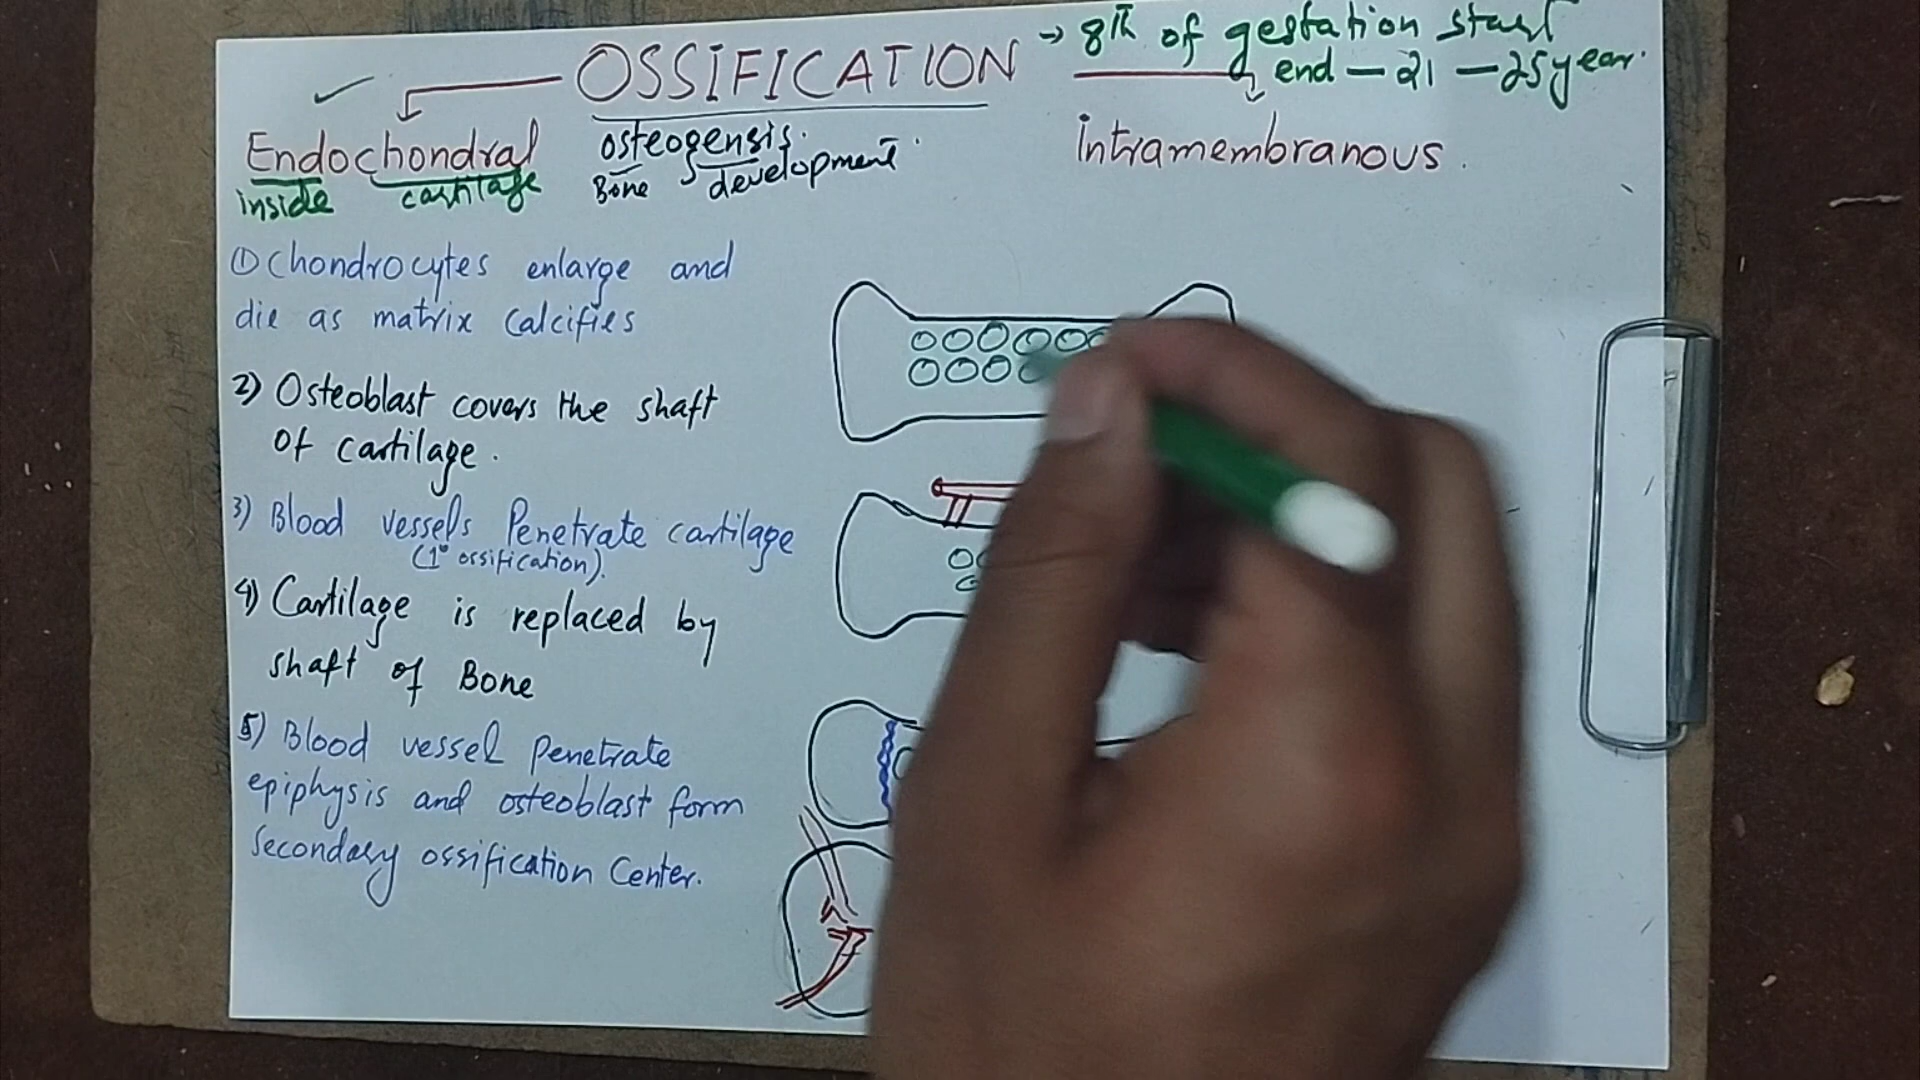 OSSIFICATION → 8th of gestation start
end - 21 - 25 year.
Endochondral
inside cartilage
osteogensis.
Bone development
Intramembranous.
① Chondrocytes enlarge and
die as matrix calcifies
2) Osteoblast covers the shaft
of cartilage.
3) Blood vessels Penetrate cartilage
(1° ossification).
4) Cartilage is replaced by
shaft of Bone
5) Blood vessel penetrate
epiphysis and osteoblast form
Secondary ossification Center.